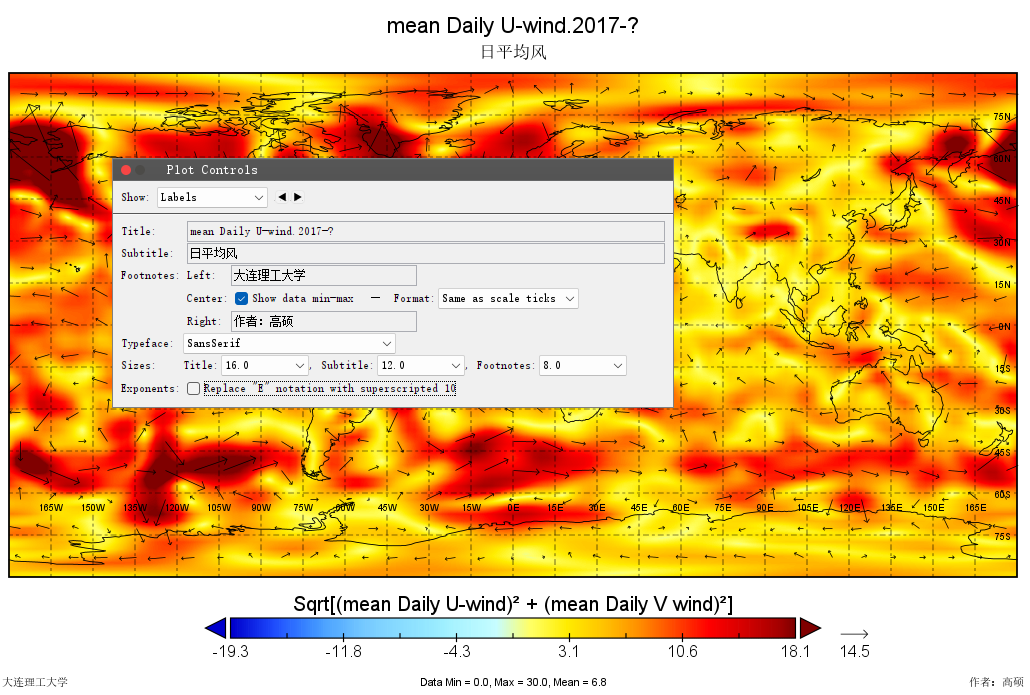 mean Daily U-wind.2017-?
日平均风
75N
60N
Plot Controls
Show: Labels
45N
Title: mean Daily U-wind.2017-?
30N
Subtitle: 日平均风
Footnotes: Left: 大连理工大学
15N
Center: Show data min-max — Format: Same as scale ticks
Right: 作者：高硕
0N
Typeface: SansSerif
Sizes: Title: 16.0, Subtitle: 12.0, Footnotes: 8.0
15S
Exponents: Replace "E" notation with superscripted 10
30S
45S
60S
165W 150W 135W 120W 105W 90W 75W 60W 45W 30W 15W 0E 15E 30E 45E 60E 75E 90E 105E 120E 135E 150E 165E
75S
Sqrt[(mean Daily U-wind)² + (mean Daily V wind)²]
-19.3 -11.8 -4.3 3.1 10.6 18.1 14.5
大连理工大学 Data Min = 0.0, Max = 30.0, Mean = 6.8 作者：高硕